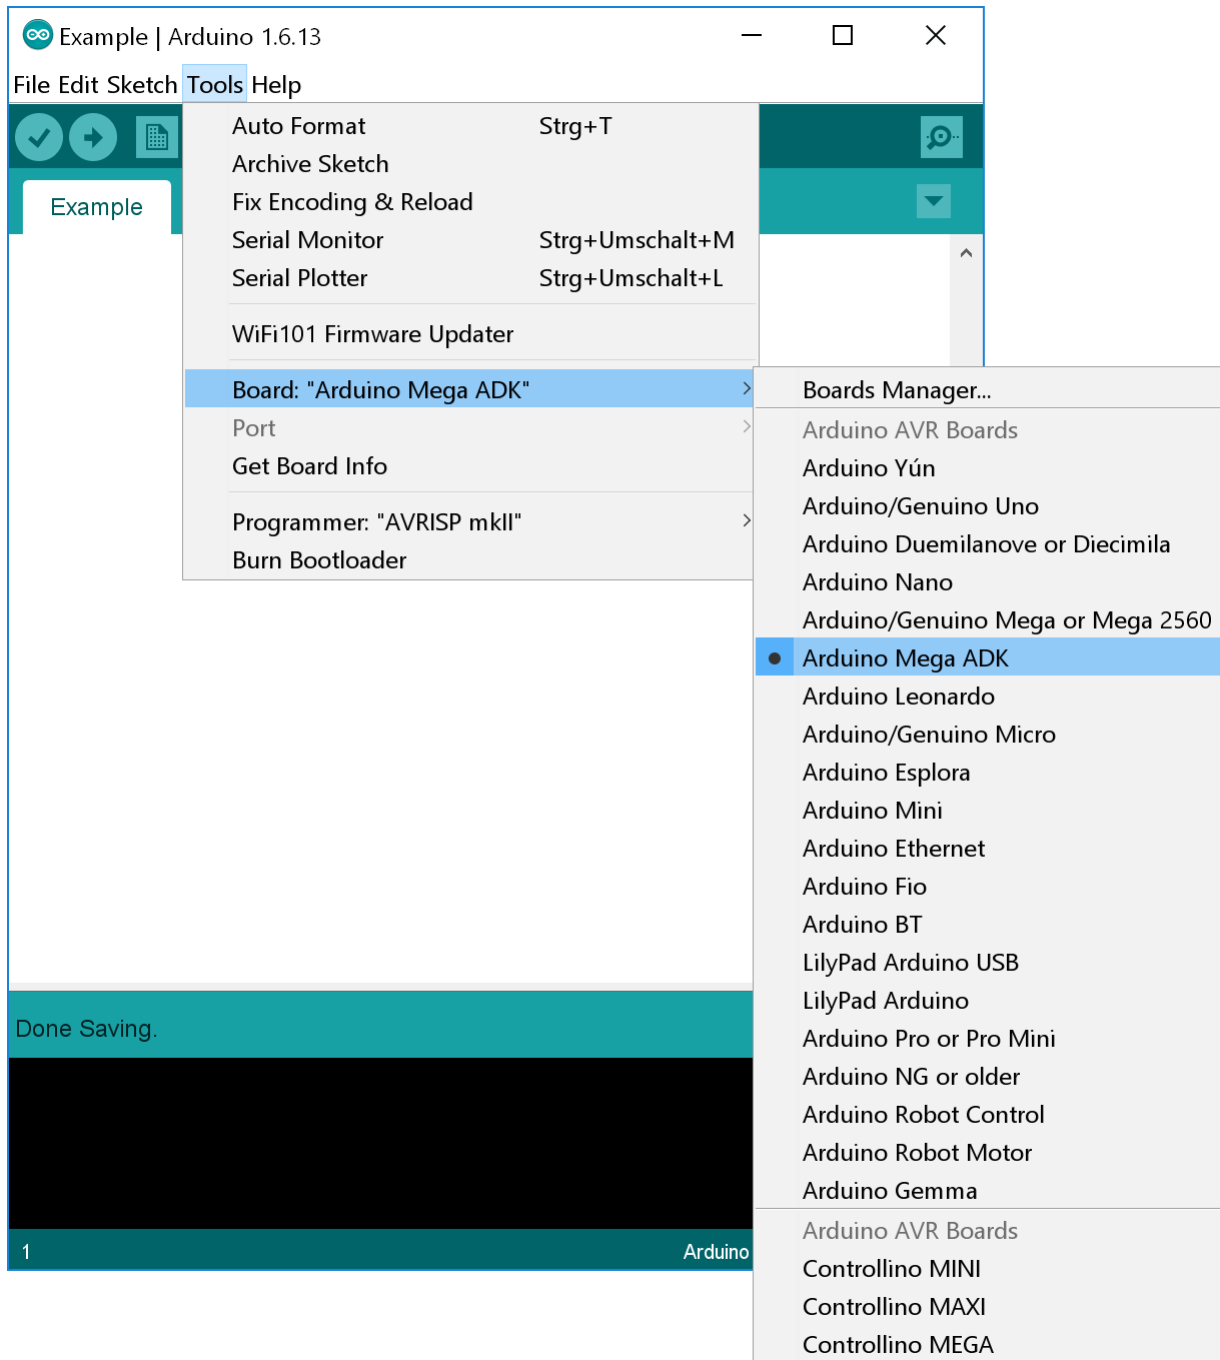 Example | Arduino 1.6.13
File Edit Sketch Tools Help
Auto Format Strg+T
Archive Sketch
Fix Encoding & Reload
Example
Serial Monitor Strg+Umschalt+M
Serial Plotter Strg+Umschalt+L
WiFi101 Firmware Updater
Board: "Arduino Mega ADK"
Port
Get Board Info
Programmer: "AVRISP mkII"
Burn Bootloader
Boards Manager...
Arduino AVR Boards
Arduino Yún
Arduino/Genuino Uno
Arduino Duemilanove or Diecimila
Arduino Nano
Arduino/Genuino Mega or Mega 2560
Arduino Mega ADK
Arduino Leonardo
Arduino/Genuino Micro
Arduino Esplora
Arduino Mini
Arduino Ethernet
Arduino Fio
Arduino BT
LilyPad Arduino USB
LilyPad Arduino
Arduino Pro or Pro Mini
Arduino NG or older
Arduino Robot Control
Arduino Robot Motor
Arduino Gemma
Arduino AVR Boards
Controllino MINI
Controllino MAXI
Controllino MEGA
Done Saving.
1 Arduino